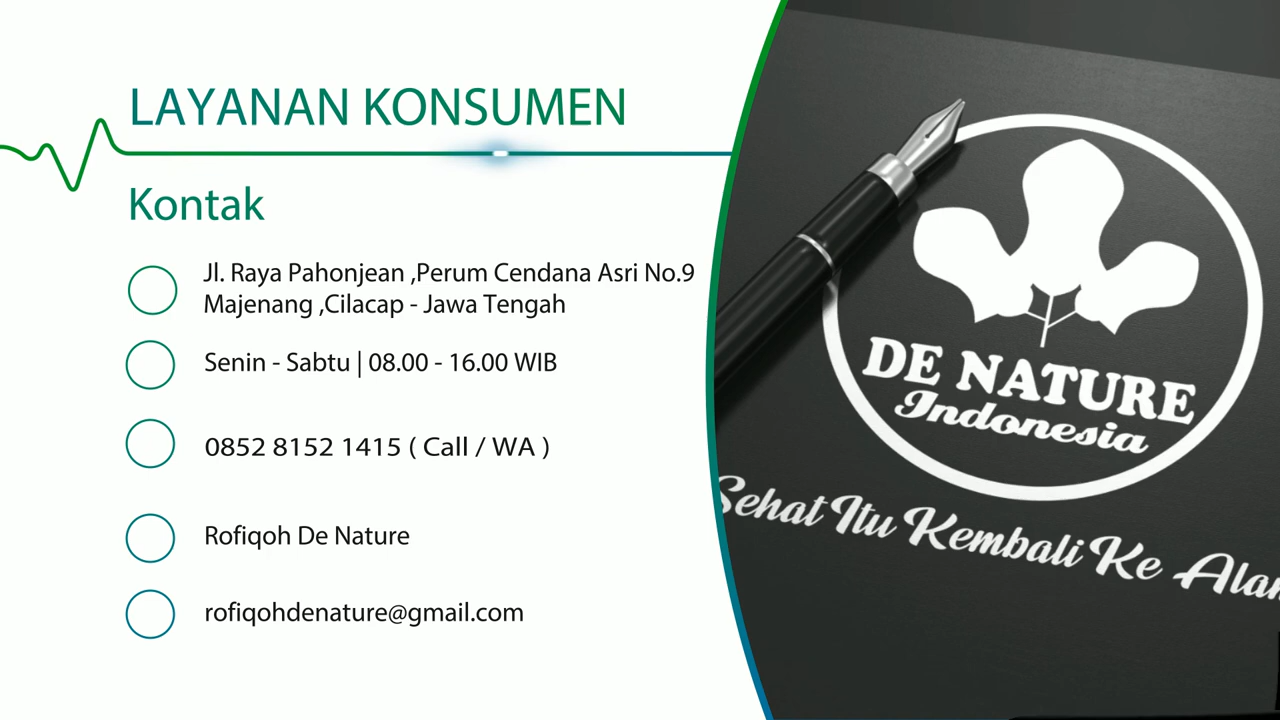 LAYANAN KONSUMEN
Kontak
Jl. Raya Pahonjean ,Perum Cendana Asri No.9
Majenang ,Cilacap - Jawa Tengah
Senin - Sabtu | 08.00 - 16.00 WIB
0852 8152 1415 ( Call / WA )
Rofiqoh De Nature
rofiqohdenature@gmail.com
DE NATURE
Indonesia
Sehat Itu Kembali Ke Alam